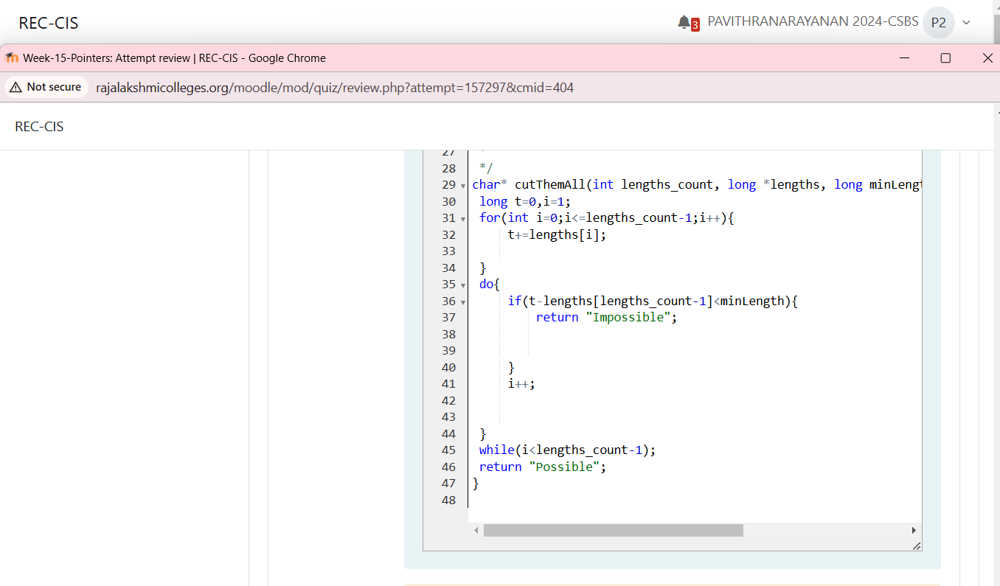 REC-CIS
3 PAVITHRANARAYANAN 2024-CSBS P2
Week-15-Pointers: Attempt review | REC-CIS - Google Chrome
Not secure rajalakshmicolleges.org/moodle/mod/quiz/review.php?attempt=157297&cmid=404
REC-CIS
27
28 */
29 char* cutThemAll(int lengths_count, long *lengths, long minLengt
30 long t=0,i=1;
31 for(int i=0;i<=lengths_count-1;i++){
32 t+=lengths[i];
33
34 }
35 do{
36 if(t-lengths[lengths_count-1]<minLength){
37 return "Impossible";
38
39
40 }
41 i++;
42
43
44 }
45 while(i<lengths_count-1);
46 return "Possible";
47 }
48